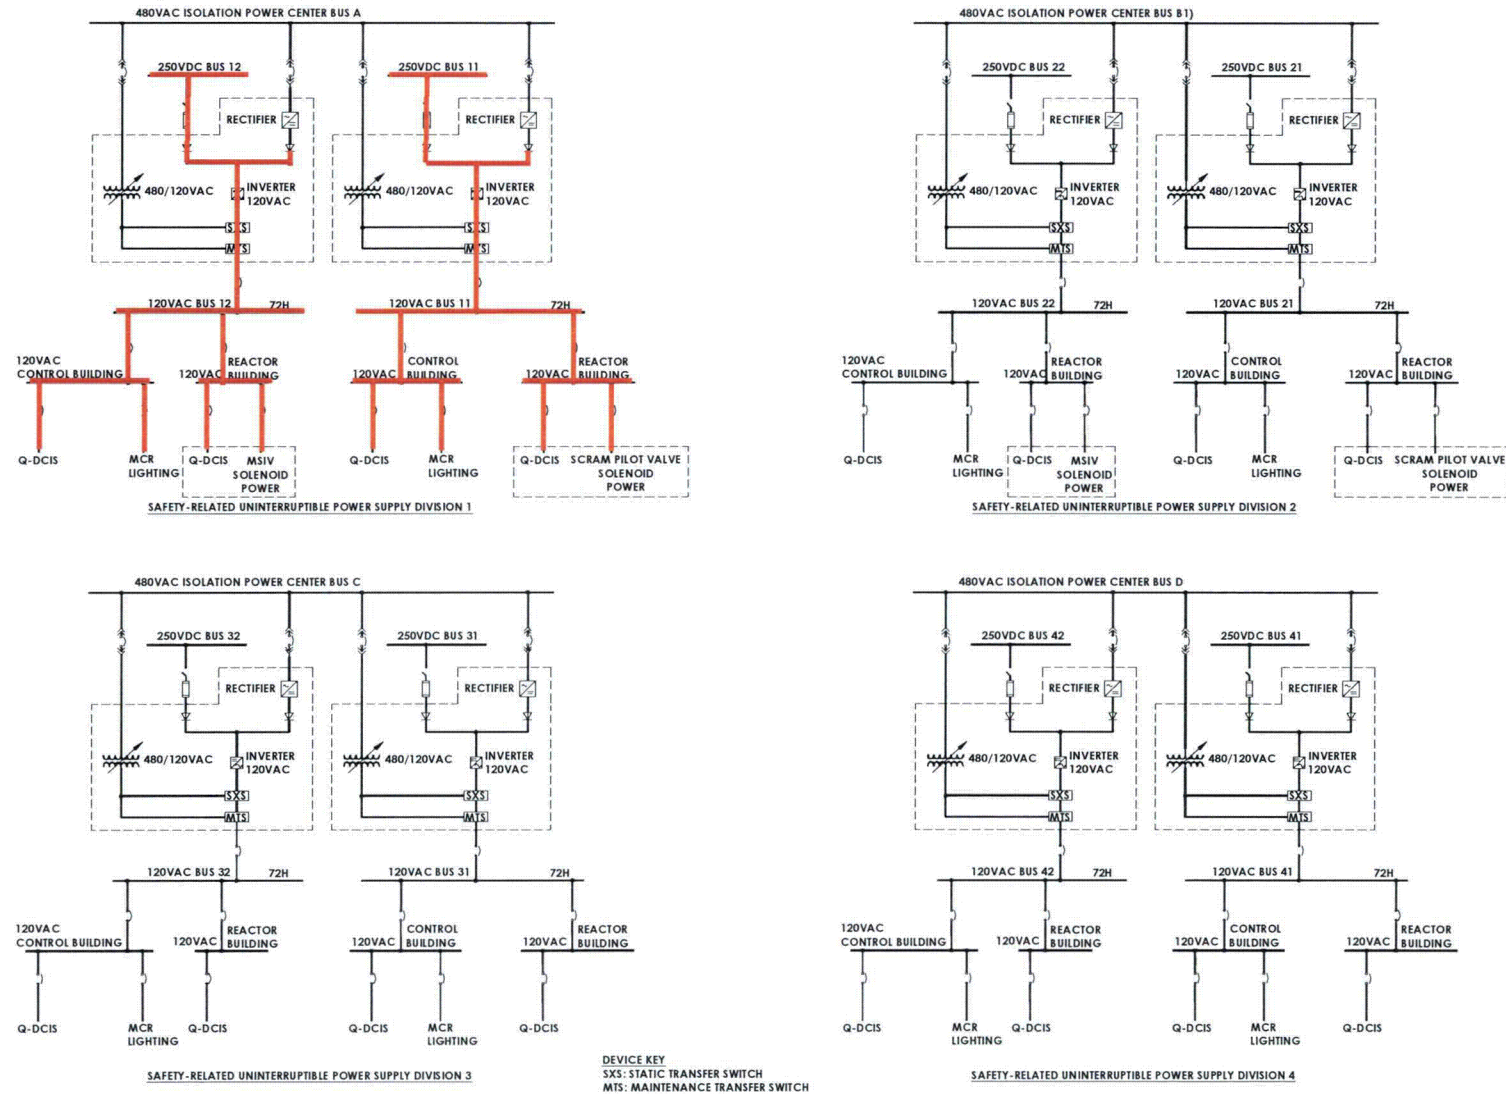 480VAC ISOLATION POWER CENTER BUS A
250VDC BUS 12
250VDC BUS 11
RECTIFIER
RECTIFIER
480/120VAC
INVERTER
120VAC
480/120VAC
INVERTER
120VAC
SXS
SXS
MTS
MTS
120VAC BUS 12
72H
120VAC BUS 11
72H
120VAC
CONTROL BUILDING
120VAC
REACTOR
BUILDING
120VAC
CONTROL
BUILDING
120VAC
REACTOR
BUILDING
Q-DCIS
MCR
LIGHTING
Q-DCIS
MSIV
SOLENOID
POWER
Q-DCIS
MCR
LIGHTING
Q-DCIS
SCRAM PILOT VALVE
SOLENOID
POWER
SAFETY-RELATED UNINTERRUPTIBLE POWER SUPPLY DIVISION 1
480VAC ISOLATION POWER CENTER BUS B1)
250VDC BUS 22
250VDC BUS 21
RECTIFIER
RECTIFIER
480/120VAC
INVERTER
120VAC
480/120VAC
INVERTER
120VAC
SXS
SXS
MTS
MTS
120VAC BUS 22
72H
120VAC BUS 21
72H
120VAC
CONTROL BUILDING
120VAC
REACTOR
BUILDING
120VAC
CONTROL
BUILDING
120VAC
REACTOR
BUILDING
Q-DCIS
MCR
LIGHTING
Q-DCIS
MSIV
SOLENOID
POWER
Q-DCIS
MCR
LIGHTING
Q-DCIS
SCRAM PILOT VALVE
SOLENOID
POWER
SAFETY-RELATED UNINTERRUPTIBLE POWER SUPPLY DIVISION 2
480VAC ISOLATION POWER CENTER BUS C
250VDC BUS 32
250VDC BUS 31
RECTIFIER
RECTIFIER
480/120VAC
INVERTER
120VAC
480/120VAC
INVERTER
120VAC
SXS
SXS
MTS
MTS
120VAC BUS 32
72H
120VAC BUS 31
72H
120VAC
CONTROL BUILDING
120VAC
REACTOR
BUILDING
120VAC
CONTROL
BUILDING
120VAC
REACTOR
BUILDING
Q-DCIS
MCR
LIGHTING
Q-DCIS
Q-DCIS
MCR
LIGHTING
Q-DCIS
SAFETY-RELATED UNINTERRUPTIBLE POWER SUPPLY DIVISION 3
480VAC ISOLATION POWER CENTER BUS D
250VDC BUS 42
250VDC BUS 41
RECTIFIER
RECTIFIER
480/120VAC
INVERTER
120VAC
480/120VAC
INVERTER
120VAC
SXS
SXS
MTS
MTS
120VAC BUS 42
72H
120VAC BUS 41
72H
120VAC
CONTROL BUILDING
120VAC
REACTOR
BUILDING
120VAC
CONTROL
BUILDING
120VAC
REACTOR
BUILDING
Q-DCIS
MCR
LIGHTING
Q-DCIS
Q-DCIS
MCR
LIGHTING
Q-DCIS
SAFETY-RELATED UNINTERRUPTIBLE POWER SUPPLY DIVISION 4
DEVICE KEY
SXS: STATIC TRANSFER SWITCH
MTS: MAINTENANCE TRANSFER SWITCH